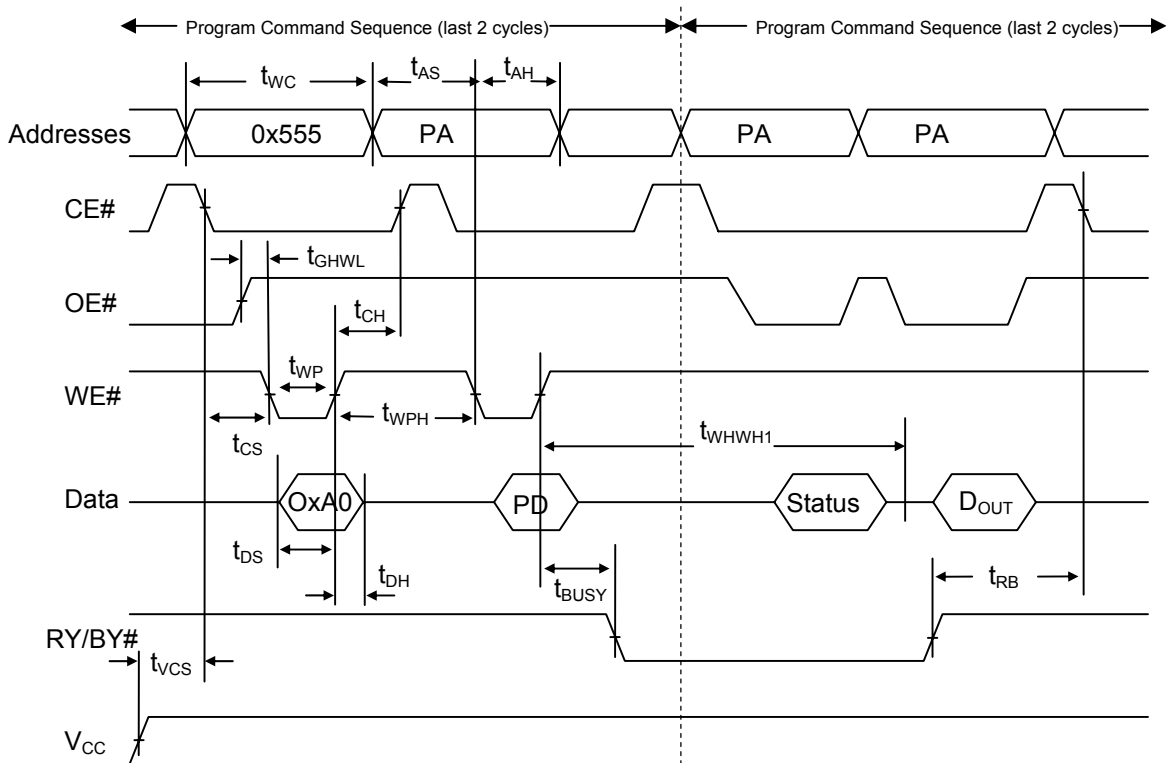 Program Command Sequence (last 2 cycles) Program Command Sequence (last 2 cycles)
tWC tAS tAH
Addresses 0x555 PA PA PA
CE#
tGHWL
OE#
tCH
tWP
WE#
tWPH
tWHWH1
tCS
Data OxA0 PD Status DOUT
tDS
tDH
tBUSY
tRB
RY/BY#
tVCS
VCC